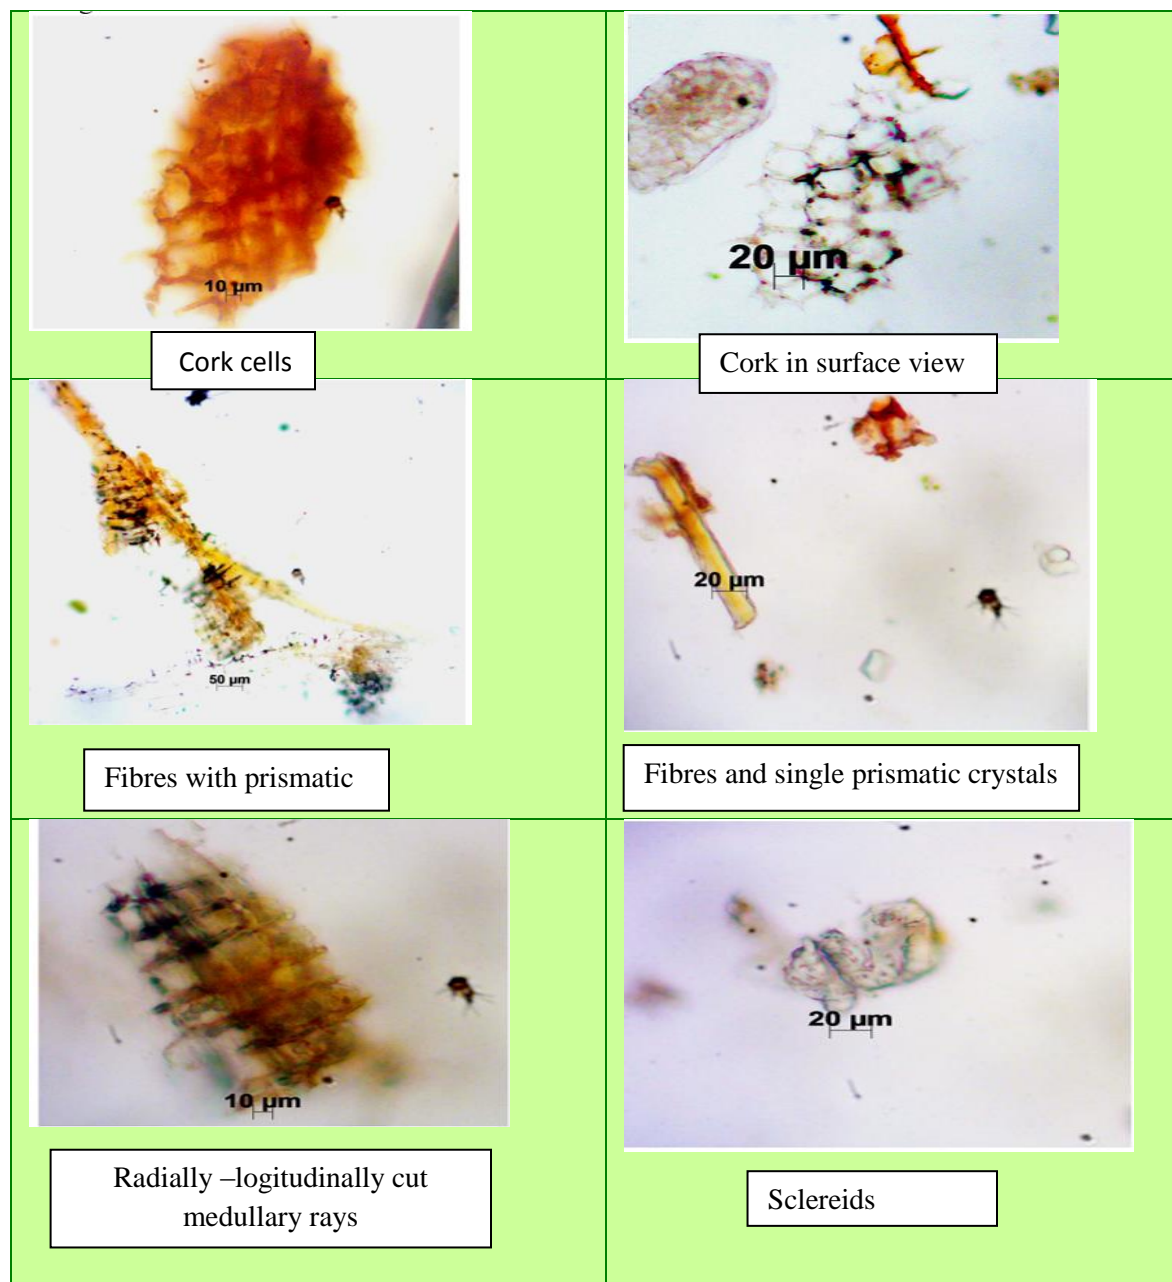 10 µm
Cork cells
20 µm
Cork in surface view
50 µm
Fibres with prismatic
20 µm
Fibres and single prismatic crystals
10 µm
Radially –logitudinally cut
medullary rays
20 µm
Sclereids